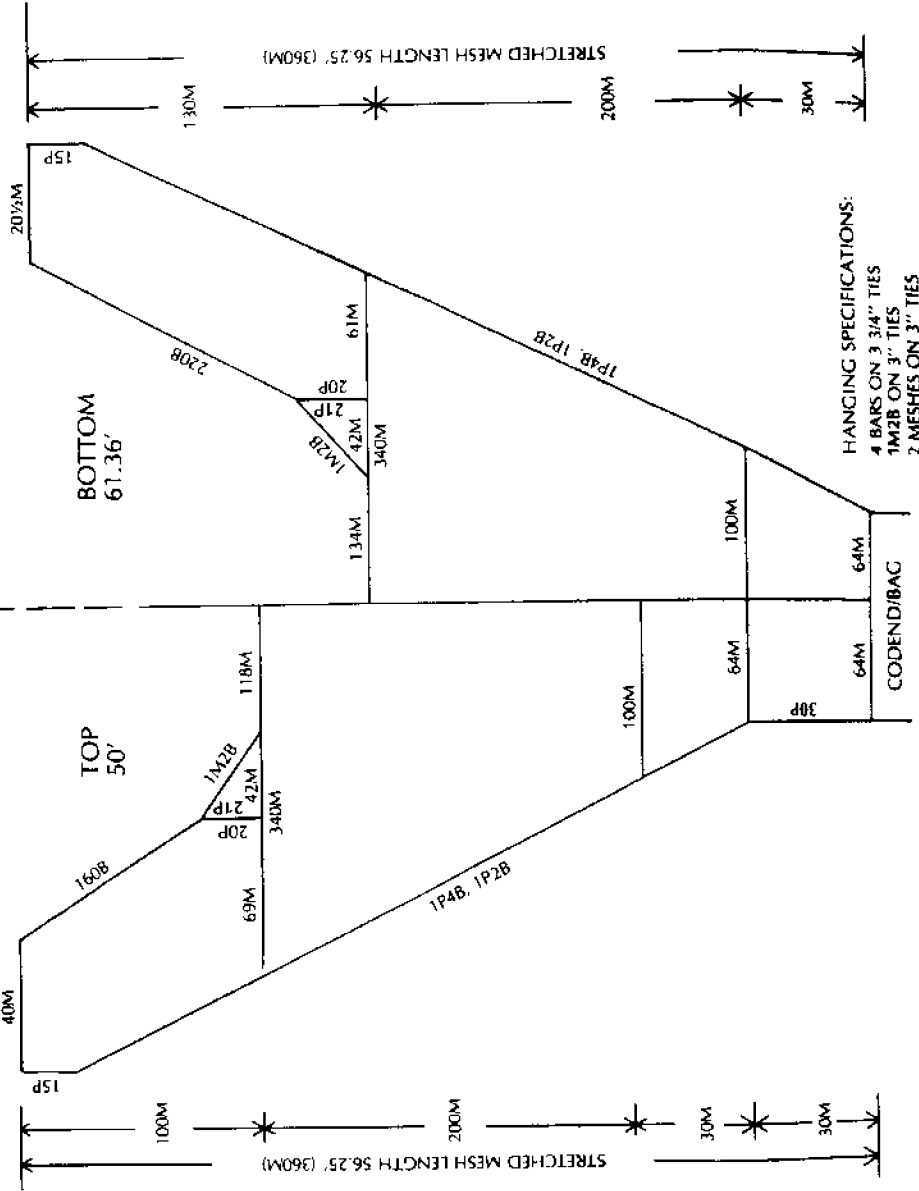 TOP
50'
40M
15P
160B
1M2B
20P
21P
42M
69M
118M
340M
1P4B, 1P2B
100M
64M
30P
64M
100M
200M
30M
30M
STRETCHED MESH LENGTH 56.25' (360M)
BOTTOM
61.36'
20½M
15P
220B
1M2B
21P
20P
42M
61M
134M
340M
1P4B, 1P2B
100M
64M
130M
200M
30M
STRETCHED MESH LENGTH 56.25' (360M)
CODEND/BAG
HANGING SPECIFICATIONS:
4 BARS ON 3 3/4" TIES
1M2B ON 3" TIES
2 MESHES ON 3" TIES